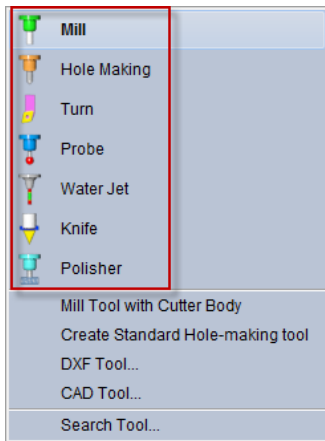 Mill
Hole Making
Turn
Probe
Water Jet
Knife
Polisher
Mill Tool with Cutter Body
Create Standard Hole-making tool
DXF Tool...
CAD Tool...
Search Tool...